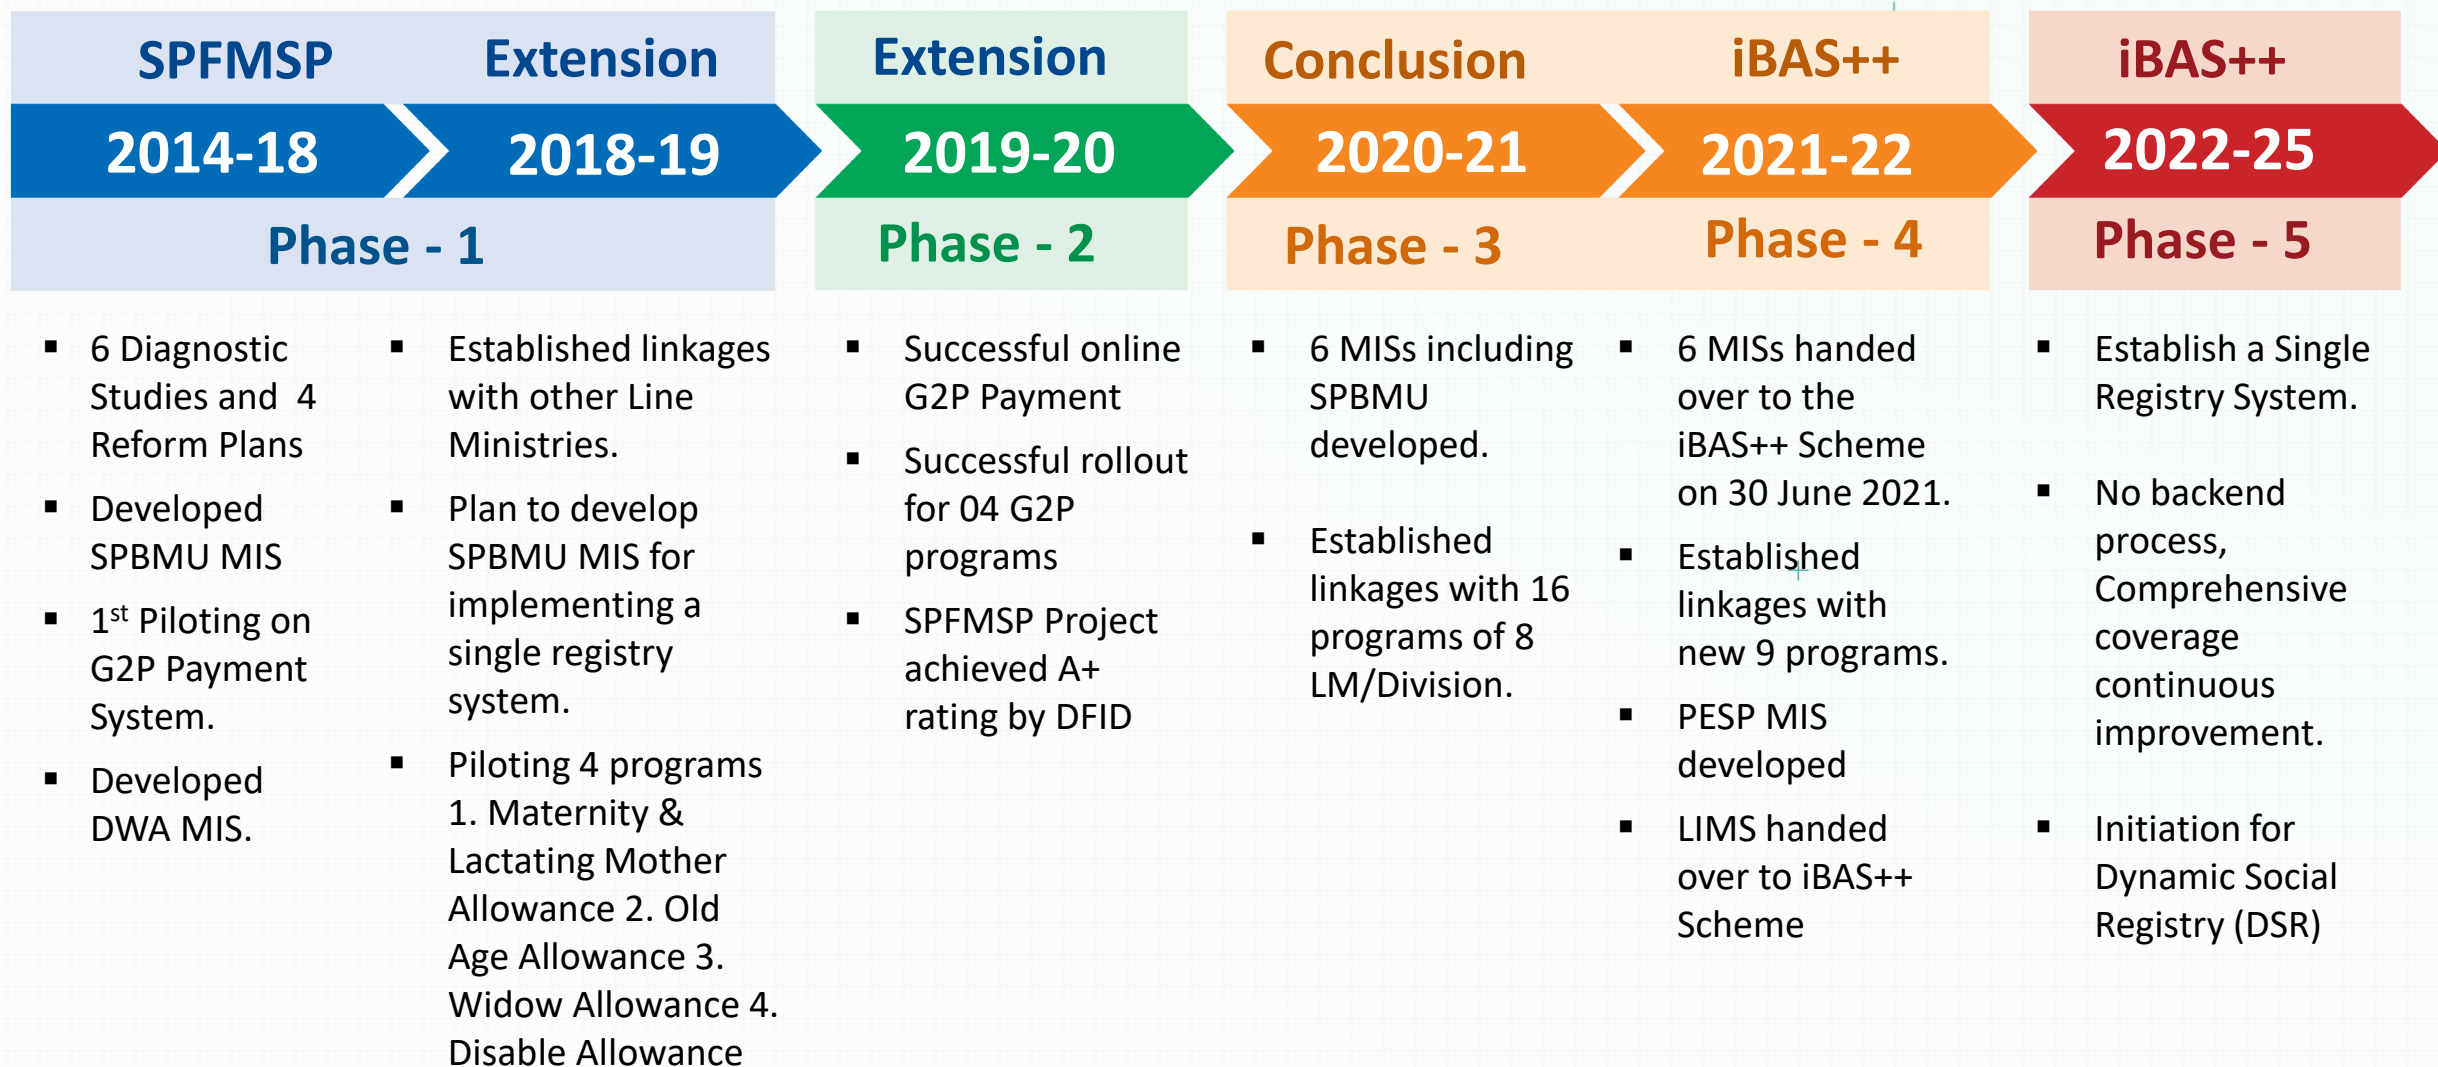 SPFMSP
Extension
Extension
Conclusion
iBAS++
iBAS++
2014-18
2018-19
2019-20
2020-21
2021-22
2022-25
Phase - 1
Phase - 2
Phase - 3
Phase - 4
Phase - 5
▪ 6 Diagnostic
Studies and 4
Reform Plans
▪ Developed
SPBMU MIS
▪ 1st Piloting on
G2P Payment
System.
▪ Developed
DWA MIS.
▪ Established linkages
with other Line
Ministries.
▪ Plan to develop
SPBMU MIS for
implementing a
single registry
system.
▪ Piloting 4 programs
1. Maternity &
Lactating Mother
Allowance 2. Old
Age Allowance 3.
Widow Allowance 4.
Disable Allowance
▪ Successful online
G2P Payment
▪ Successful rollout
for 04 G2P
programs
▪ SPFMSP Project
achieved A+
rating by DFID
▪ 6 MISs including
SPBMU
developed.
▪ Established
linkages with 16
programs of 8
LM/Division.
▪ 6 MISs handed
over to the
iBAS++ Scheme
on 30 June 2021.
▪ Established
linkages with
new 9 programs.
▪ PESP MIS
developed
▪ LIMS handed
over to iBAS++
Scheme
▪ Establish a Single
Registry System.
▪ No backend
process,
Comprehensive
coverage
continuous
improvement.
▪ Initiation for
Dynamic Social
Registry (DSR)